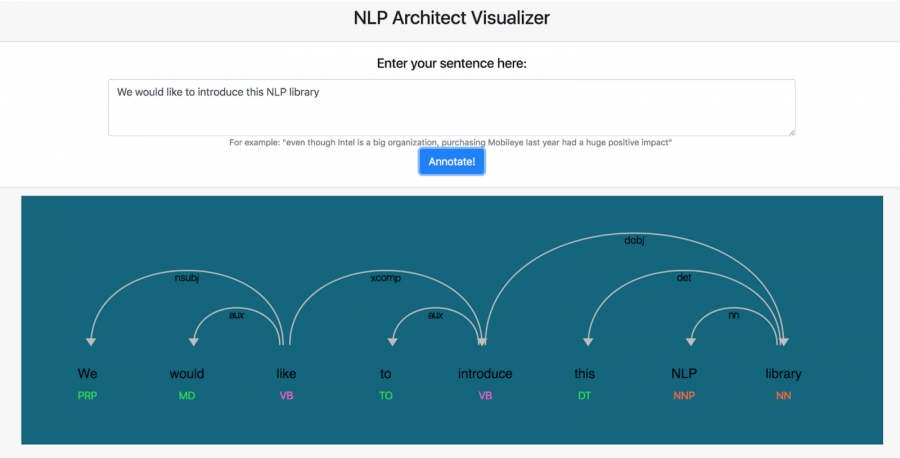 NLP Architect Visualizer
Enter your sentence here:
We would like to introduce this NLP library
For example: "even though Intel is a big organization, purchasing Mobileye last year had a huge positive impact"
Annotate!
dobj
nsubj xcomp det
aux aux nn
We would like to introduce this NLP library
PRP MD VB TO VB DT NNP NN